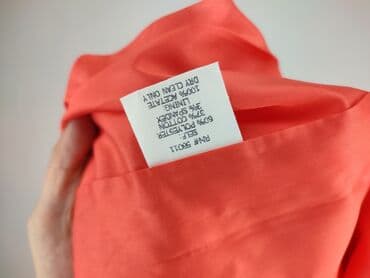 RN# 56011
SELF:
60% POLYESTER
37% COTTON
3% SPANDEX
LINING:
100% ACETATE
DRY CLEAN ONLY